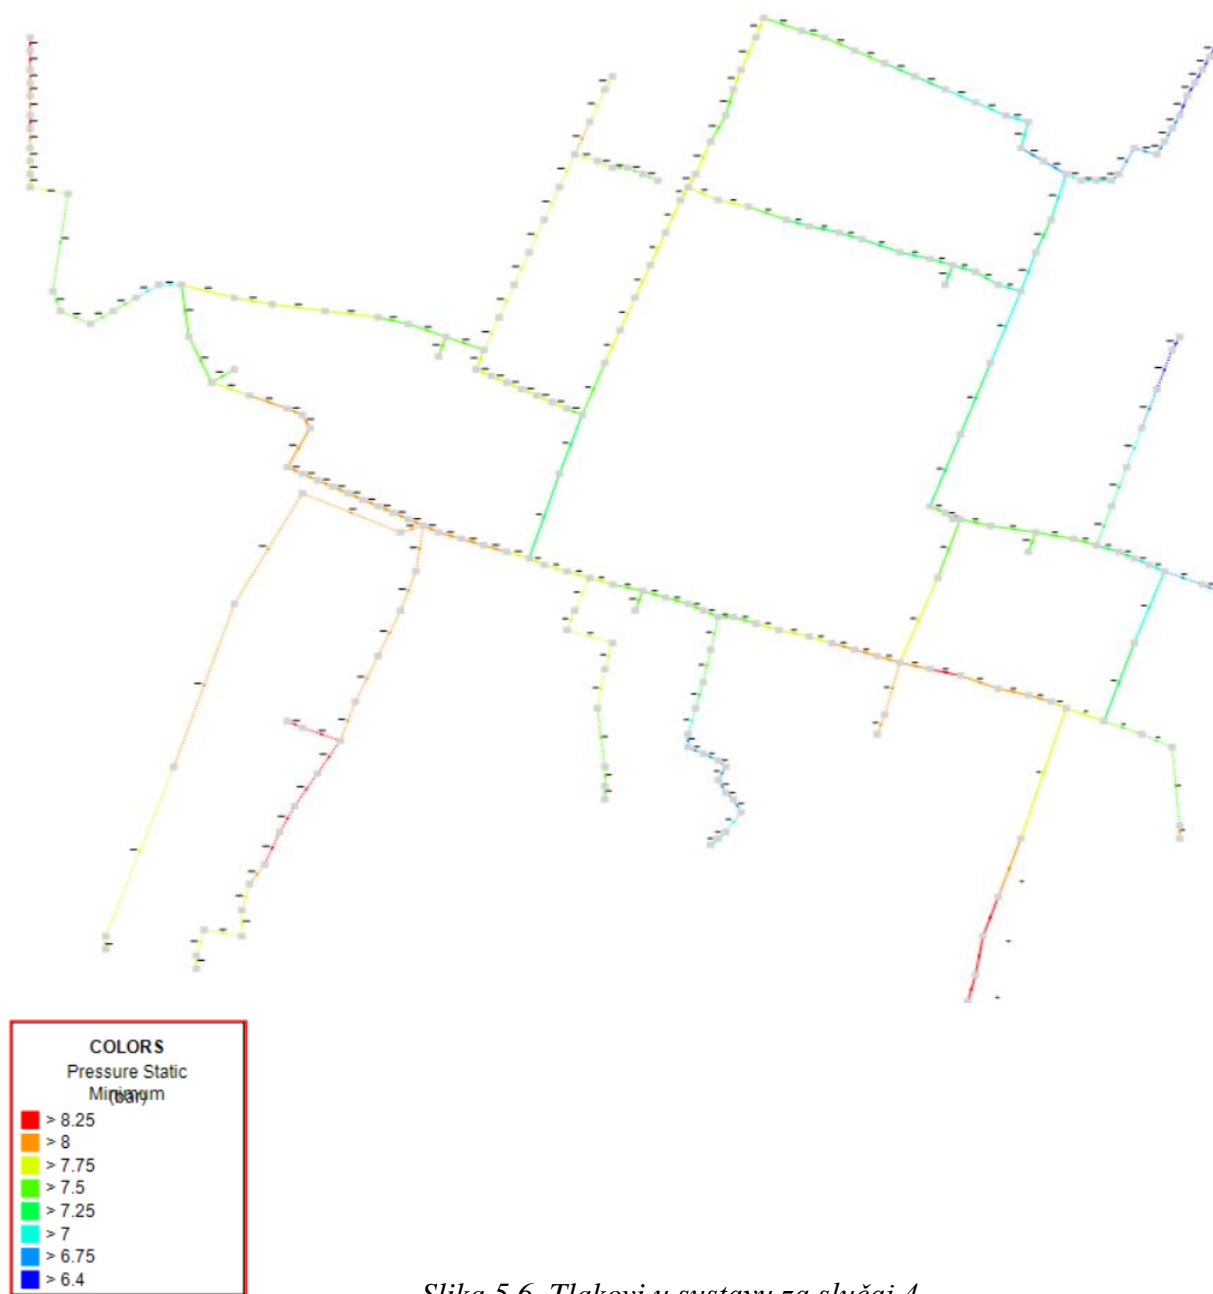 COLORS
Pressure Static
Minimum
(bar)
> 8.25
> 8
> 7.75
> 7.5
> 7.25
> 7
> 6.75
> 6.4
Slika 5.6. Tlakovi u sustavu za slučaj 4